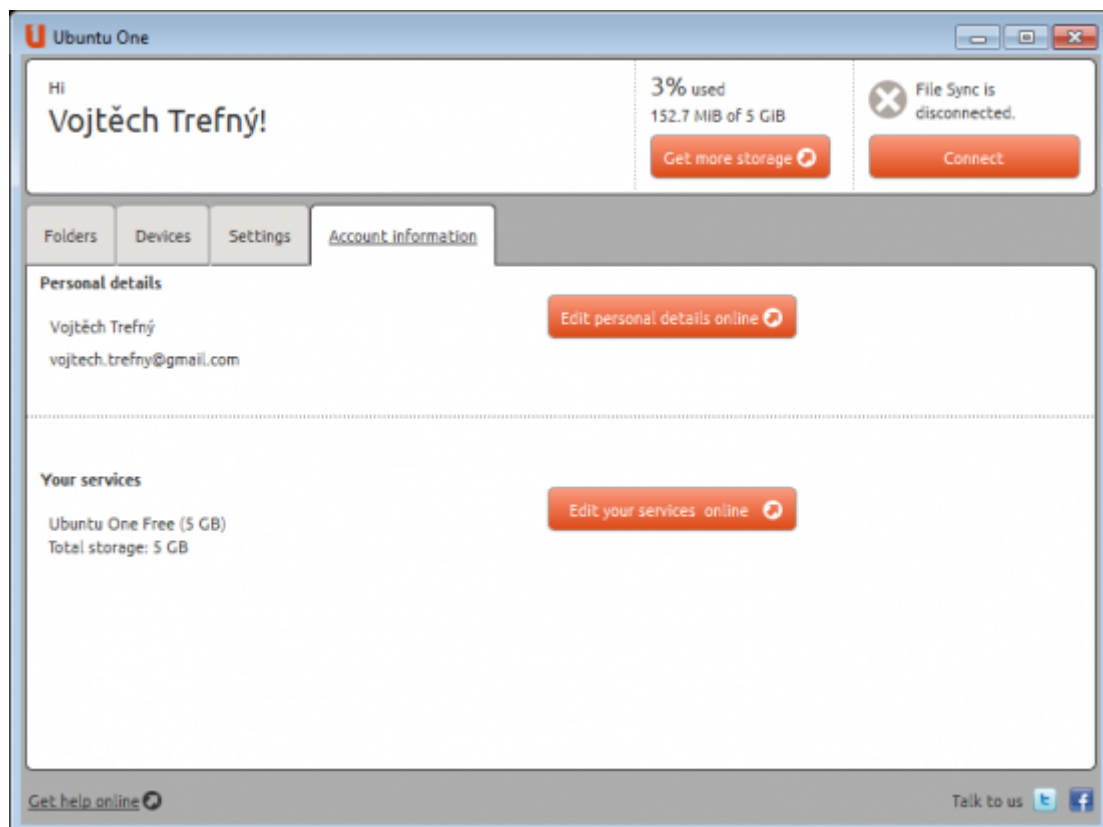 Ubuntu One
Hi
Vojtěch Trefný!
3% used
152.7 MiB of 5 GiB
Get more storage
File Sync is
disconnected.
Connect
Folders
Devices
Settings
Account information
Personal details
Vojtěch Trefný
vojtech.trefny@gmail.com
Edit personal details online
Your services
Ubuntu One Free (5 GB)
Total storage: 5 GB
Edit your services online
Get help online
Talk to us